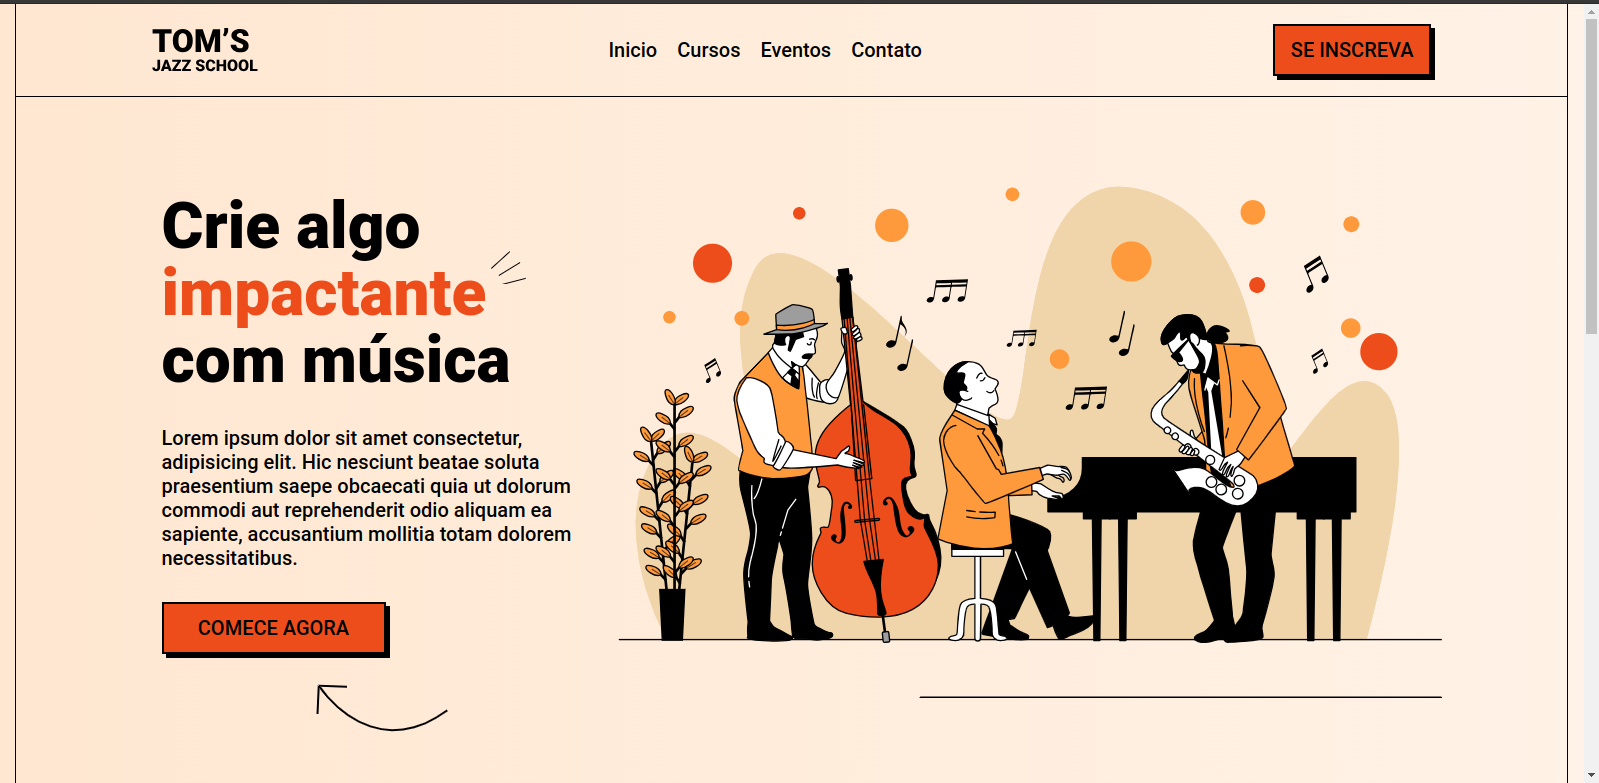 TOM'S
JAZZ SCHOOL
Inicio Cursos Eventos Contato
SE INSCREVA
Crie algo
impactante
com música
Lorem ipsum dolor sit amet consectetur,
adipisicing elit. Hic nesciunt beatae soluta
praesentium saepe obcaecati quia ut dolorum
commodi aut reprehenderit odio aliquam ea
sapiente, accusantium mollitia totam dolorem
necessitatibus.
COMECE AGORA